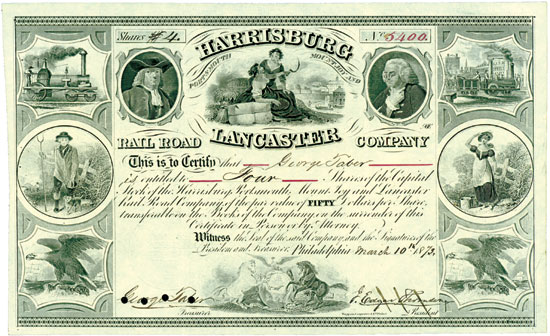 Shares #4. No 5400.
HARRISBURG
PORTSMOUTH MOUNTJOY AND
LANCASTER
RAIL ROAD COMPANY
This is to Certify that George Taber
is entitled to Four Shares of the Capital
Stock of the Harrisburg, Portsmouth, Mount Joy and Lancaster
Rail Road Company of the par value of FIFTY Dollars per Share,
transferable on the Books of the Company on the surrender of this
Certificate in Person or by Attorney.
Witness the Seal of the said Company, and the Signatures of the
President and Treasurer. Philadelphia March 10th 1873.
George Taber
Treasurer President